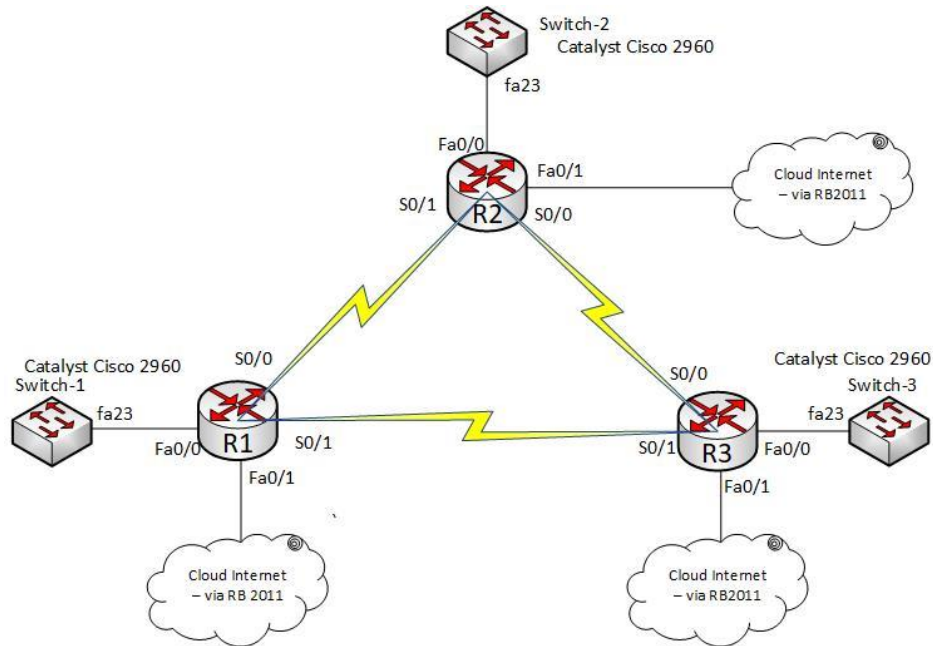 Switch-2
Catalyst Cisco 2960
fa23
Fa0/0
Fa0/1
Cloud Internet
– via RB2011
S0/1
R2
S0/0
Catalyst Cisco 2960
Switch-1
fa23
Fa0/0
S0/0
R1
S0/1
Fa0/1
Cloud Internet
– via RB 2011
Catalyst Cisco 2960
Switch-3
S0/0
fa23
S0/1
R3
Fa0/0
Fa0/1
Cloud Internet
– via RB2011